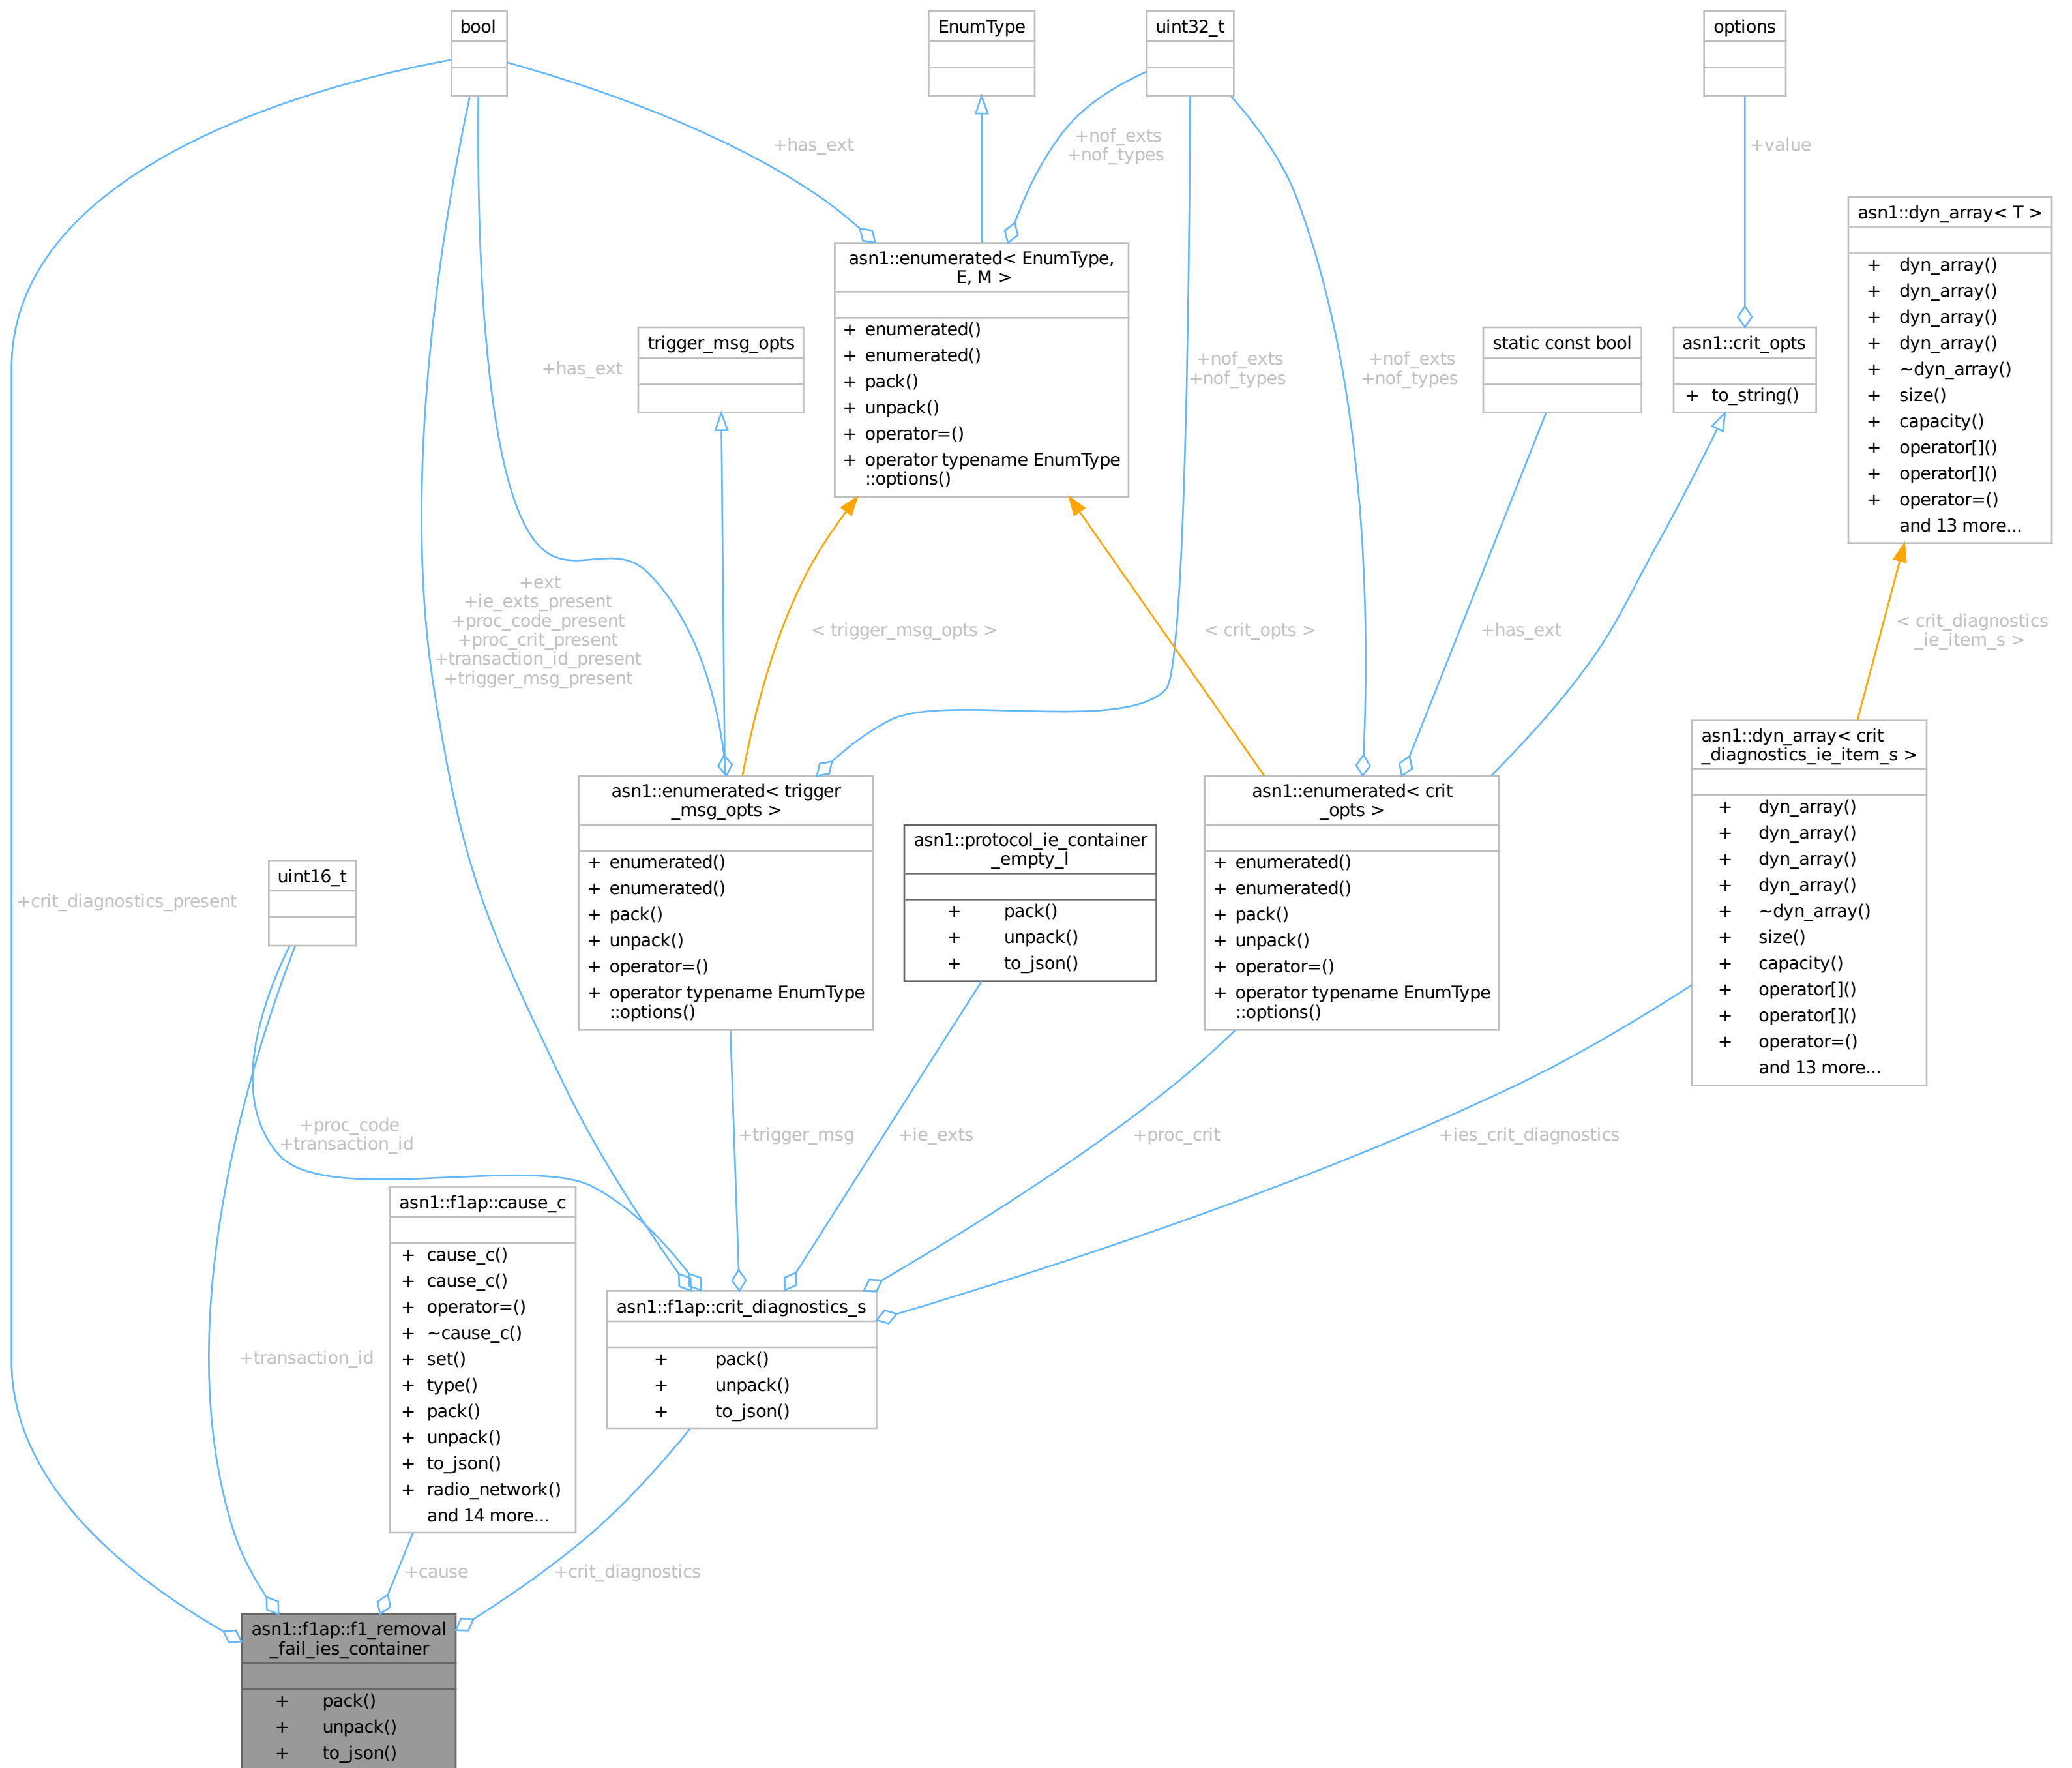 bool
EnumType
uint32_t
options
+has_ext
+nof_exts
+nof_types
+value
asn1::dyn_array< T >
+ dyn_array()
+ dyn_array()
+ dyn_array()
+ dyn_array()
+ ~dyn_array()
+ size()
+ capacity()
+ operator[]()
+ operator[]()
+ operator=()
and 13 more...
asn1::enumerated< EnumType,
E, M >
+ enumerated()
+ enumerated()
+ pack()
+ unpack()
+ operator=()
+ operator typename EnumType
::options()
trigger_msg_opts
static const bool
asn1::crit_opts
+ to_string()
+has_ext
+nof_exts
+nof_types
+nof_exts
+nof_types
+ext
+ie_exts_present
+proc_code_present
+proc_crit_present
+transaction_id_present
+trigger_msg_present
< trigger_msg_opts >
< crit_opts >
+has_ext
< crit_diagnostics
_ie_item_s >
asn1::dyn_array< crit
_diagnostics_ie_item_s >
+ dyn_array()
+ dyn_array()
+ dyn_array()
+ dyn_array()
+ ~dyn_array()
+ size()
+ capacity()
+ operator[]()
+ operator[]()
+ operator=()
and 13 more...
asn1::enumerated< trigger
_msg_opts >
+ enumerated()
+ enumerated()
+ pack()
+ unpack()
+ operator=()
+ operator typename EnumType
::options()
asn1::protocol_ie_container
_empty_l
+ pack()
+ unpack()
+ to_json()
asn1::enumerated< crit
_opts >
+ enumerated()
+ enumerated()
+ pack()
+ unpack()
+ operator=()
+ operator typename EnumType
::options()
+crit_diagnostics_present
uint16_t
+proc_code
+transaction_id
+trigger_msg
+ie_exts
+proc_crit
+ies_crit_diagnostics
asn1::f1ap::cause_c
+ cause_c()
+ cause_c()
+ operator=()
+ ~cause_c()
+ set()
+ type()
+ pack()
+ unpack()
+ to_json()
+ radio_network()
and 14 more...
asn1::f1ap::crit_diagnostics_s
+ pack()
+ unpack()
+ to_json()
+transaction_id
+cause
+crit_diagnostics
asn1::f1ap::f1_removal
_fail_ies_container
+ pack()
+ unpack()
+ to_json()